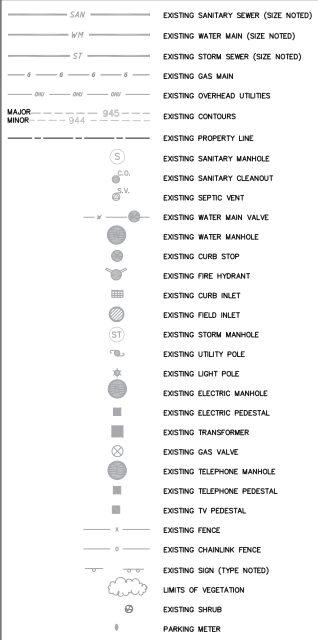 SAN EXISTING SANITARY SEWER (SIZE NOTED)
WM EXISTING WATER MAIN (SIZE NOTED)
ST EXISTING STORM SEWER (SIZE NOTED)
G G G G EXISTING GAS MAIN
OHU OHU OHU EXISTING OVERHEAD UTILITIES
MAJOR 945 EXISTING CONTOURS
MINOR 944
EXISTING PROPERTY LINE
S EXISTING SANITARY MANHOLE
C.O. EXISTING SANITARY CLEANOUT
S.V. EXISTING SEPTIC VENT
W EXISTING WATER MAIN VALVE
EXISTING WATER MANHOLE
EXISTING CURB STOP
EXISTING FIRE HYDRANT
EXISTING CURB INLET
EXISTING FIELD INLET
ST EXISTING STORM MANHOLE
EXISTING UTILITY POLE
EXISTING LIGHT POLE
EXISTING ELECTRIC MANHOLE
EXISTING ELECTRIC PEDESTAL
EXISTING TRANSFORMER
EXISTING GAS VALVE
EXISTING TELEPHONE MANHOLE
EXISTING TELEPHONE PEDESTAL
EXISTING TV PEDESTAL
X EXISTING FENCE
O EXISTING CHAINLINK FENCE
EXISTING SIGN (TYPE NOTED)
LIMITS OF VEGETATION
EXISTING SHRUB
PARKING METER